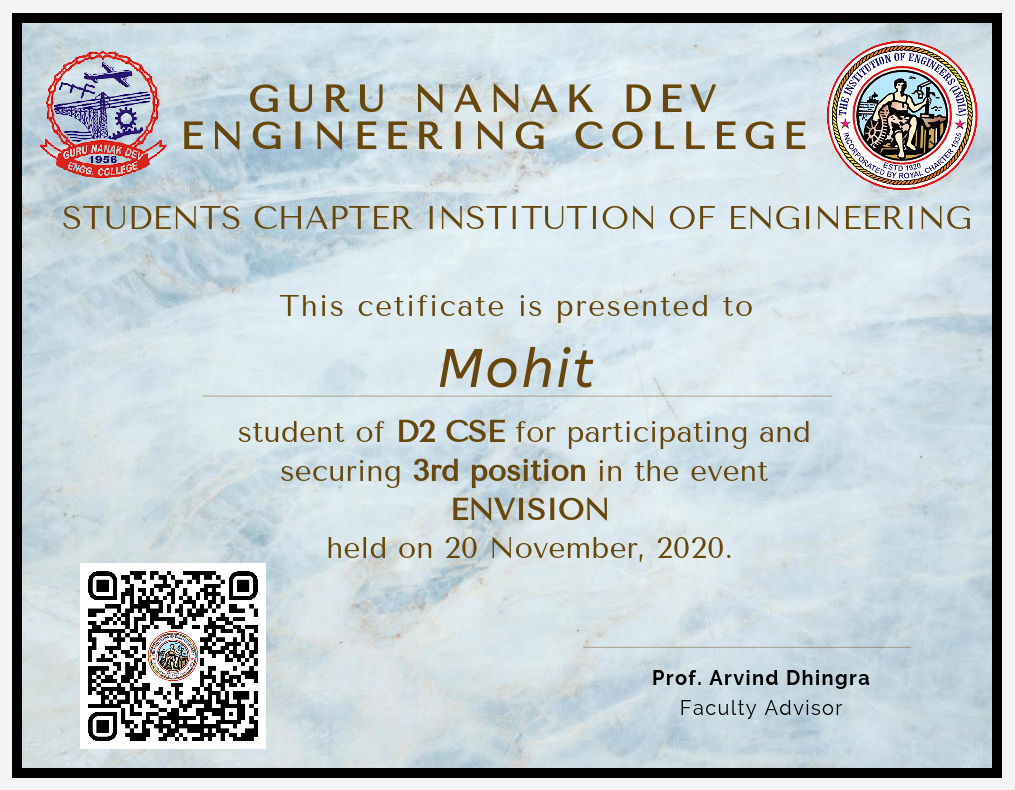 GURU NANAK DEV
ENGINEERING COLLEGE
GURU NANAK DEV
1956
ENGG. COLLEGE
THE INSTITUTION OF ENGINEERS (INDIA)
ESTD 1920
INCORPORATED BY ROYAL CHARTER 1935
STUDENTS CHAPTER INSTITUTION OF ENGINEERING
This cetificate is presented to
Mohit
student of D2 CSE for participating and
securing 3rd position in the event
ENVISION
held on 20 November, 2020.
Prof. Arvind Dhingra
Faculty Advisor